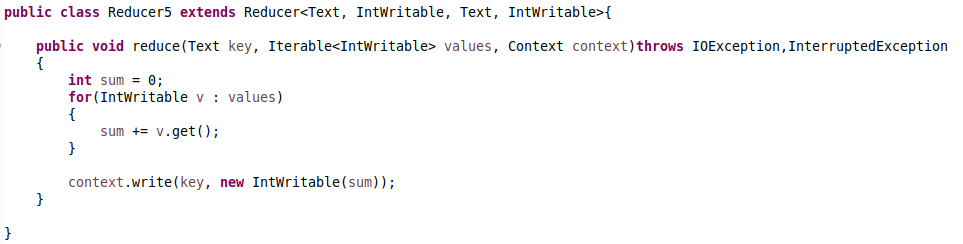 public class Reducer5 extends Reducer<Text, IntWritable, Text, IntWritable>{
public void reduce(Text key, Iterable<IntWritable> values, Context context)throws IOException,InterruptedException
{
int sum = 0;
for(IntWritable v : values)
{
sum += v.get();
}
context.write(key, new IntWritable(sum));
}
}